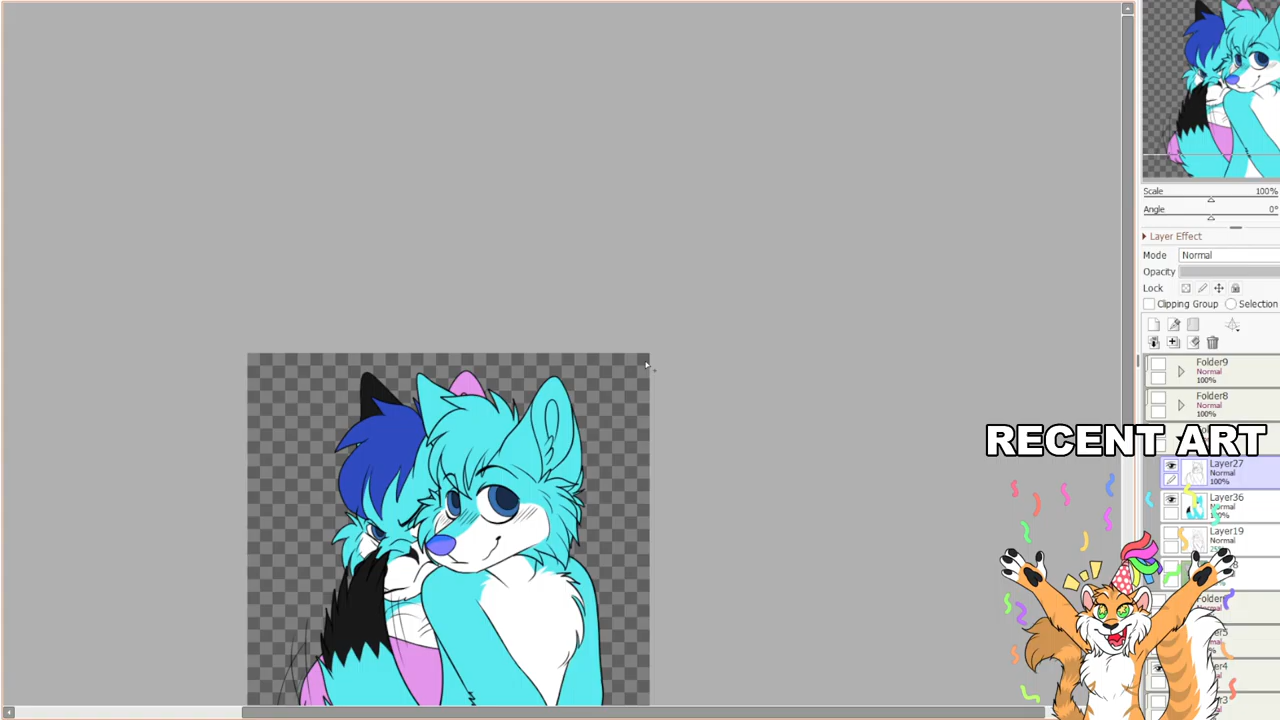 Scale 100%
Angle 0°
Layer Effect
Mode Normal
Opacity
Lock
Clipping Group Selection
Folder9
Normal
100%
Folder8
Normal
100%
RECENT ART
Layer27
Normal
100%
Layer36
Normal
Layer19
Normal
Folder